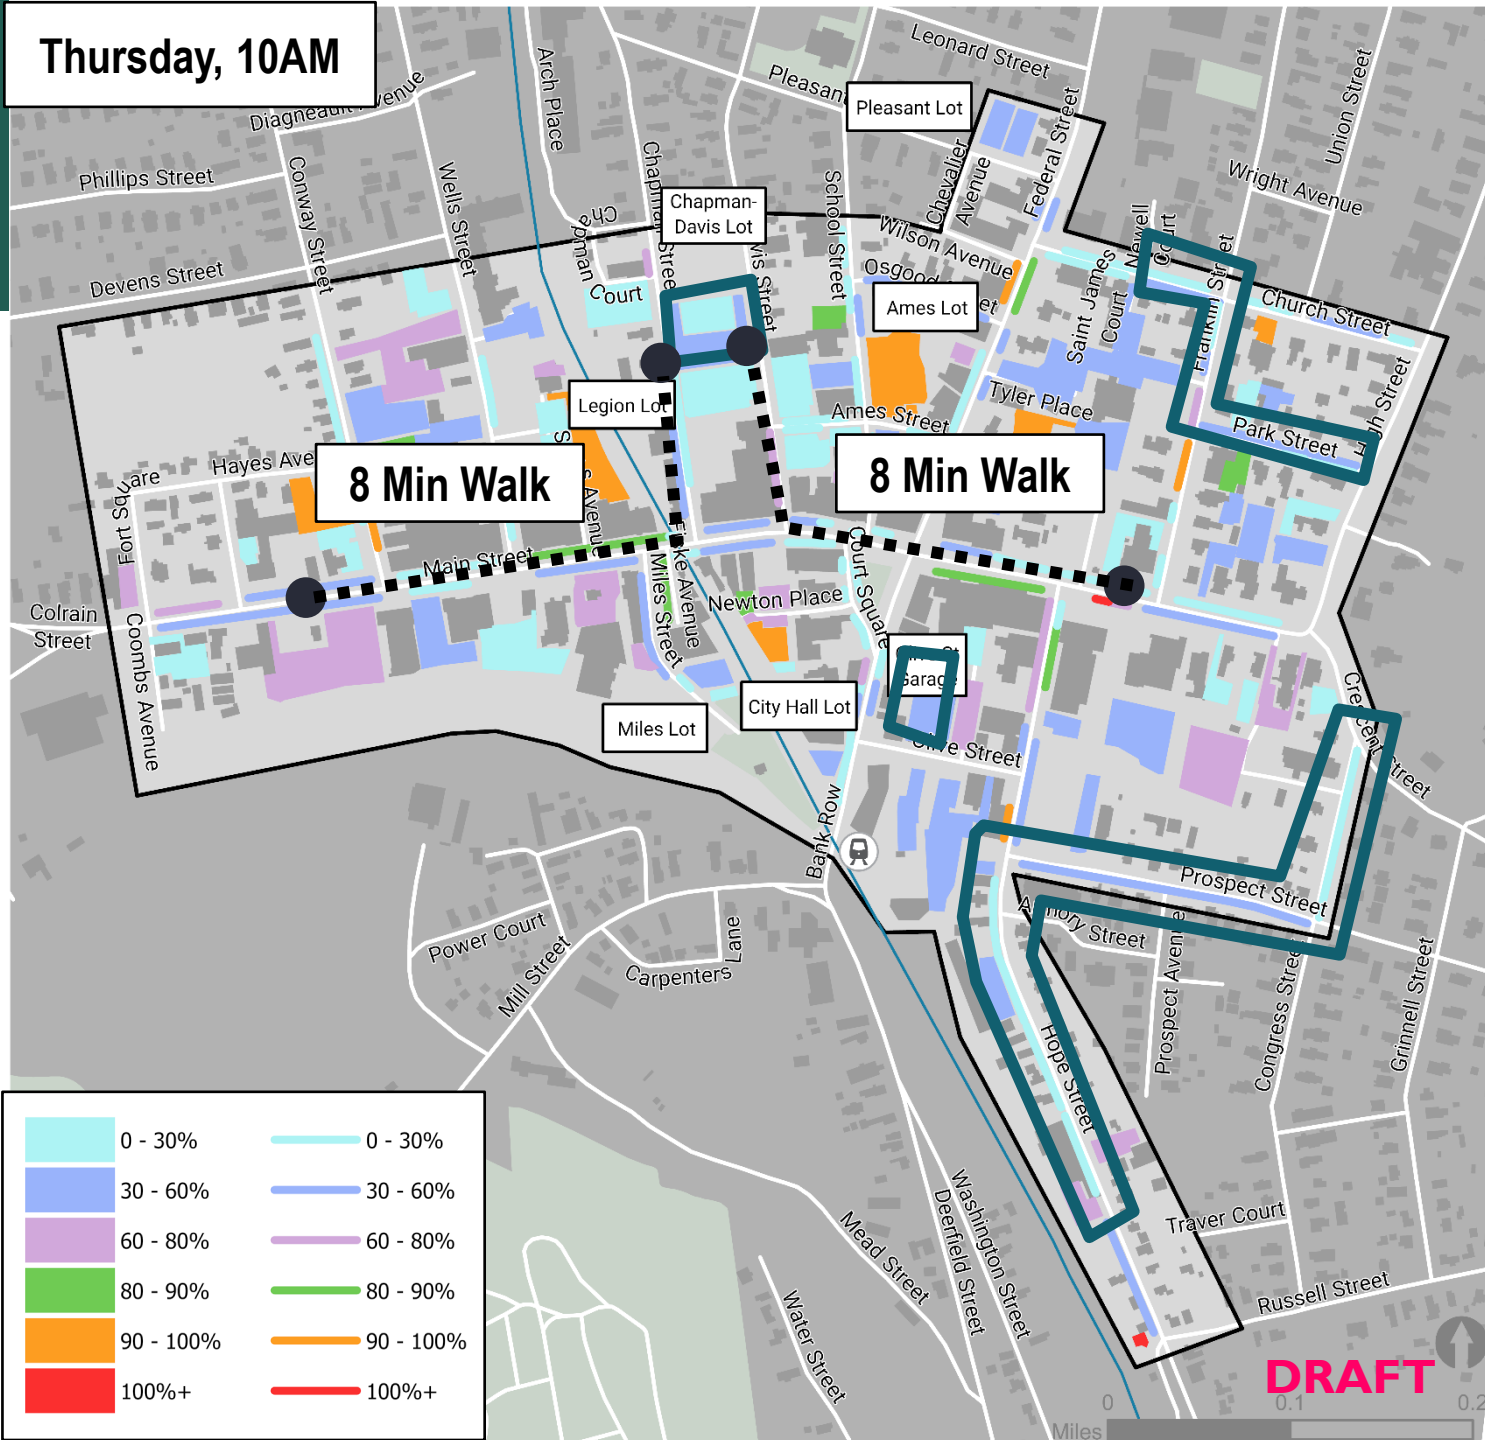 Thursday, 10AM
Leonard Street
Arch Place
Pleasant
Pleasant Lot
Diagneault Avenue
Union Street
Federal Street
Phillips Street
Conway Street
Wells Street
Chapman Street
School Street
Chevalier
Avenue
Wright Avenue
Chapman-
Davis Lot
Chapman
Court
Davis Street
Wilson Avenue
Newell
Court
Devens Street
Osgood Street
Ames Lot
Saint James
Court
Franklin Street
Church Street
Legion Lot
Ames Street
Tyler Place
Park Street
High Street
8 Min Walk
8 Min Walk
Hayes Ave
Fort Square
Avenue
Main Street
Miles Street
Fiske Avenue
Court Square
Newton Place
Colrain
Street
Coombs Avenue
Garage
City Hall Lot
Miles Lot
Olive Street
Crescent Street
Bank Row
Prospect Street
Armory Street
Power Court
Mill Street
Carpenters
Lane
Prospect Avenue
Congress Street
Grinnell Street
Hope Street
0 - 30%
0 - 30%
30 - 60%
30 - 60%
60 - 80%
60 - 80%
80 - 90%
80 - 90%
90 - 100%
90 - 100%
100%+
100%+
Washington Street
Deerfield Street
Mead Street
Water Street
Traver Court
Russell Street
DRAFT
0
0.1
0.2
Miles